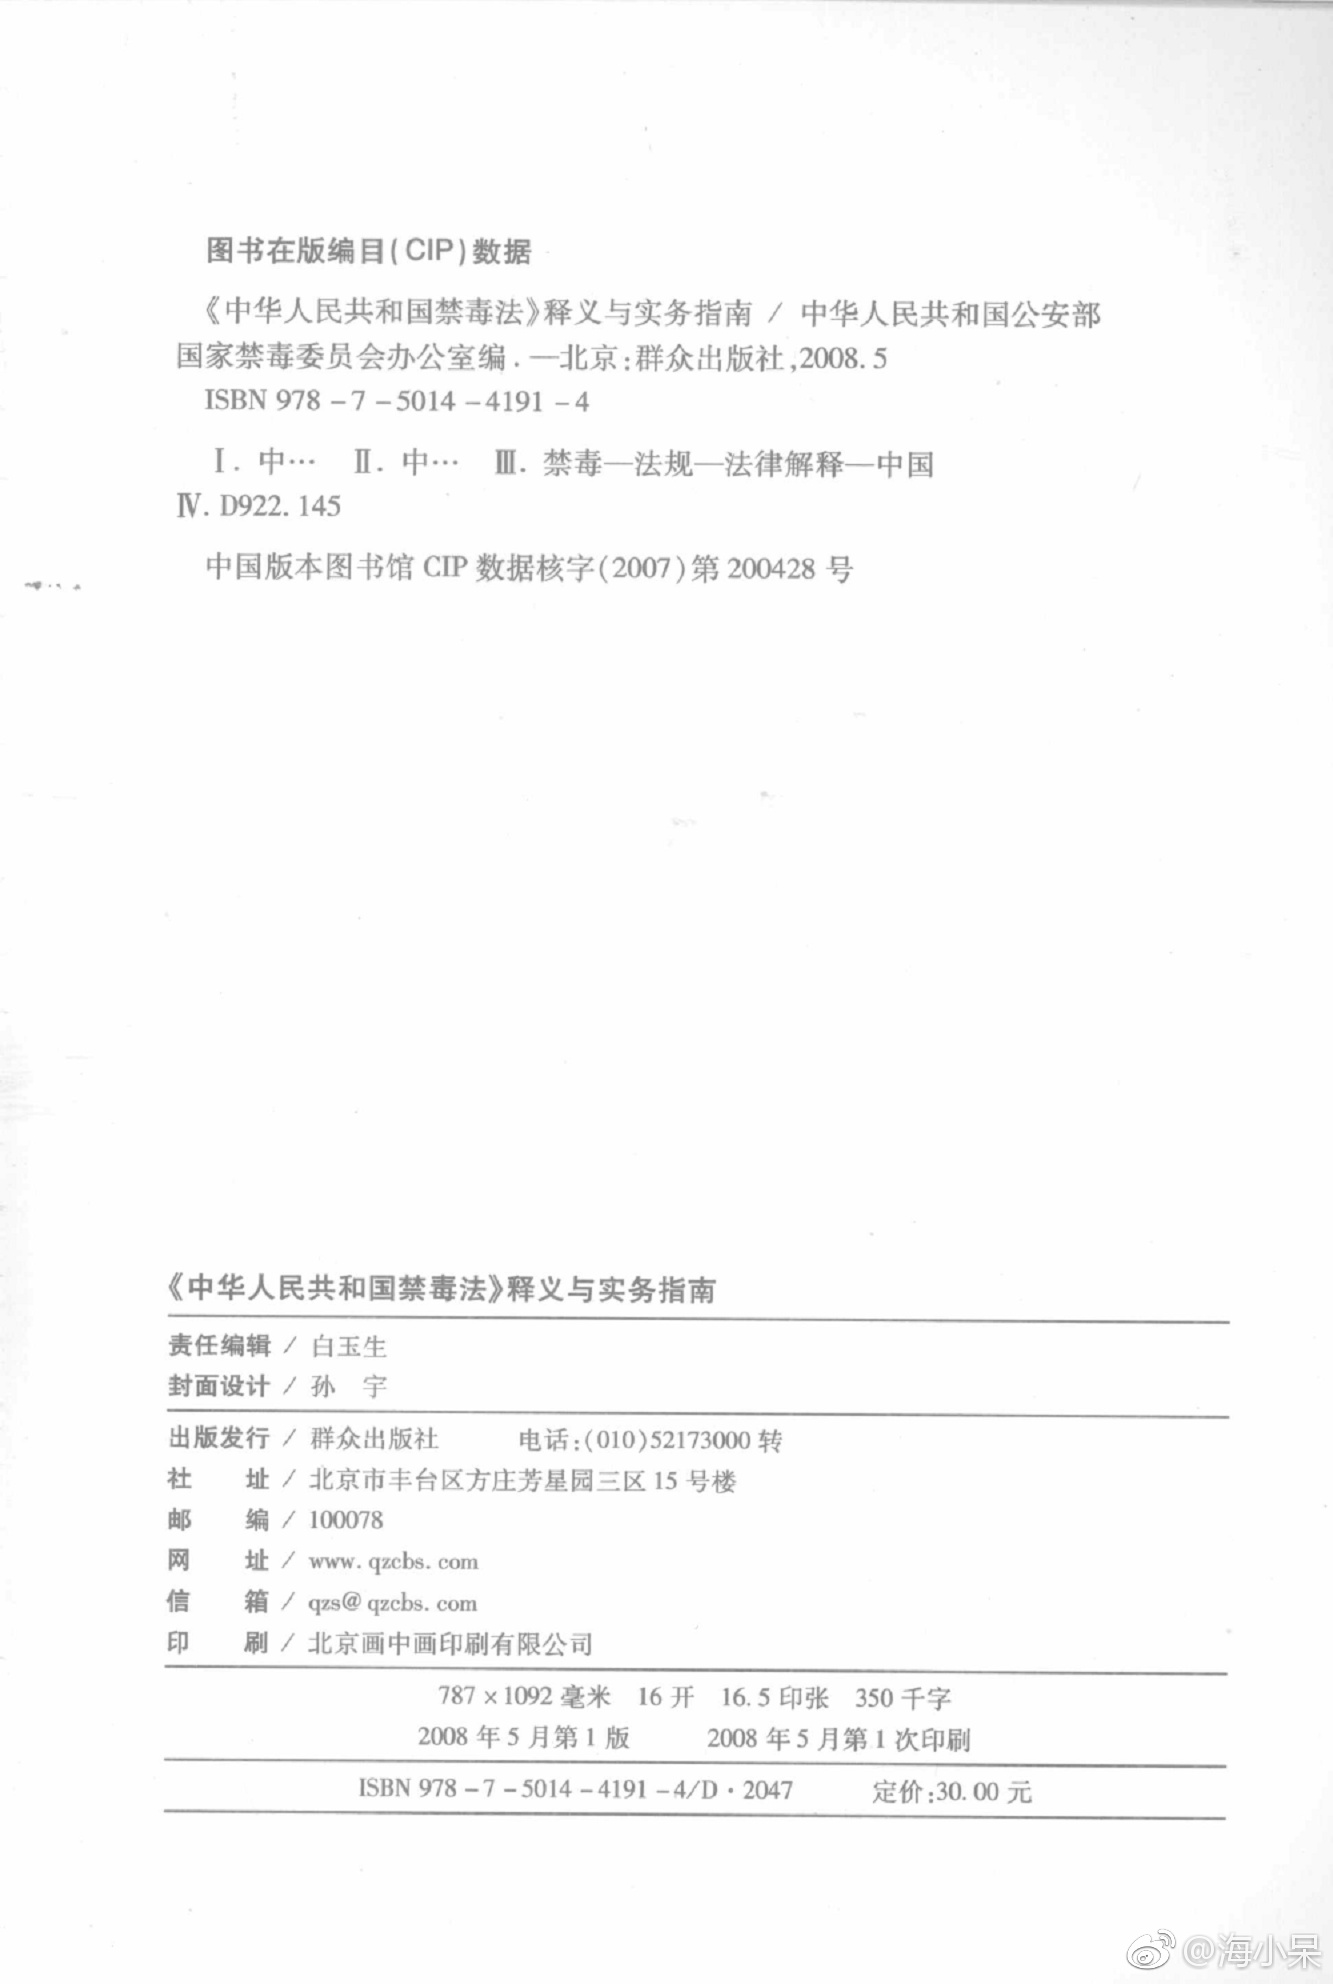 图书在版编目(CIP)数据
《中华人民共和国禁毒法》释义与实务指南 / 中华人民共和国公安部
国家禁毒委员会办公室编.—北京:群众出版社,2008.5
ISBN 978-7-5014-4191-4
Ⅰ.中… Ⅱ.中… Ⅲ.禁毒—法规—法律解释—中国
Ⅳ.D922.145
中国版本图书馆 CIP 数据核字(2007)第 200428 号
《中华人民共和国禁毒法》释义与实务指南
责任编辑 / 白玉生
封面设计 / 孙 宇
出版发行 / 群众出版社 电话:(010)52173000 转
社 址 / 北京市丰台区方庄芳星园三区 15 号楼
邮 编 / 100078
网 址 / www.qzcbs.com
信 箱 / qzs@qzcbs.com
印 刷 / 北京画中画印刷有限公司
787×1092 毫米 16 开 16.5 印张 350 千字
2008 年 5 月第 1 版 2008 年 5 月第 1 次印刷
ISBN 978-7-5014-4191-4/D·2047 定价:30.00 元
@海小呆